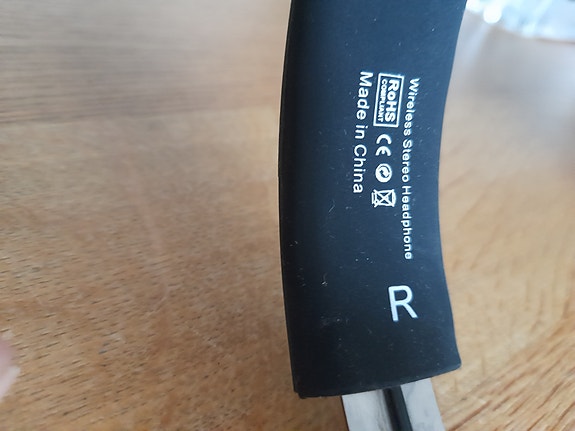 Wireless Stereo Headphone
RoHS
COMPLIANT
CE
Made in China
R